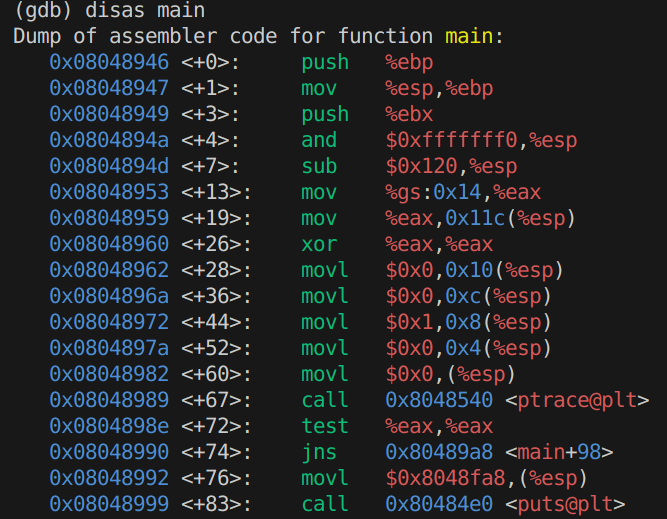 (gdb) disas main
Dump of assembler code for function main:
0x08048946 <+0>: push %ebp
0x08048947 <+1>: mov %esp,%ebp
0x08048949 <+3>: push %ebx
0x0804894a <+4>: and $0xfffffff0,%esp
0x0804894d <+7>: sub $0x120,%esp
0x08048953 <+13>: mov %gs:0x14,%eax
0x08048959 <+19>: mov %eax,0x11c(%esp)
0x08048960 <+26>: xor %eax,%eax
0x08048962 <+28>: movl $0x0,0x10(%esp)
0x0804896a <+36>: movl $0x0,0xc(%esp)
0x08048972 <+44>: movl $0x1,0x8(%esp)
0x0804897a <+52>: movl $0x0,0x4(%esp)
0x08048982 <+60>: movl $0x0,(%esp)
0x08048989 <+67>: call 0x8048540 <ptrace@plt>
0x0804898e <+72>: test %eax,%eax
0x08048990 <+74>: jns 0x80489a8 <main+98>
0x08048992 <+76>: movl $0x8048fa8,(%esp)
0x08048999 <+83>: call 0x80484e0 <puts@plt>